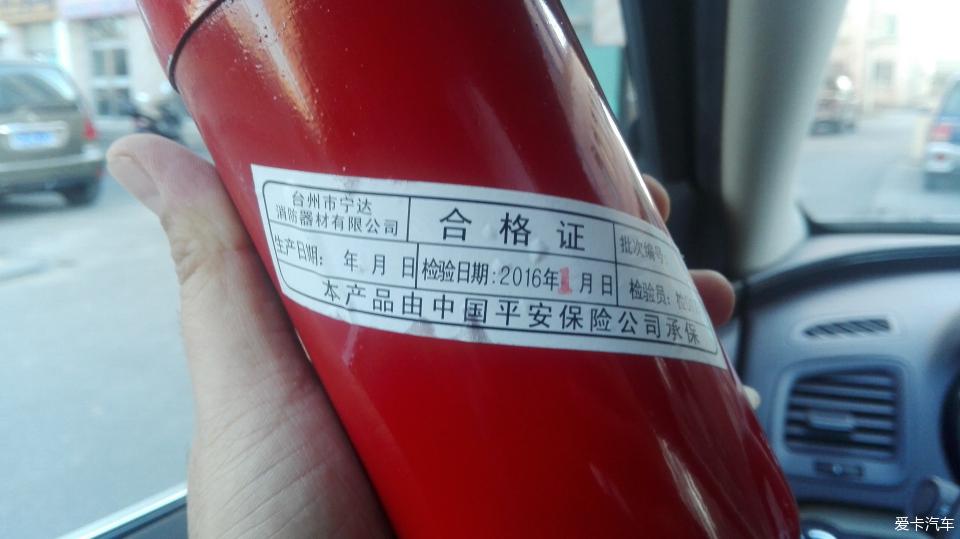 台州市宁达
消防器材有限公司
合格证
批次编号:
生产日期: 年 月 日
检验日期:2016年1月 日
检验员:
本产品由中国平安保险公司承保
爱卡汽车